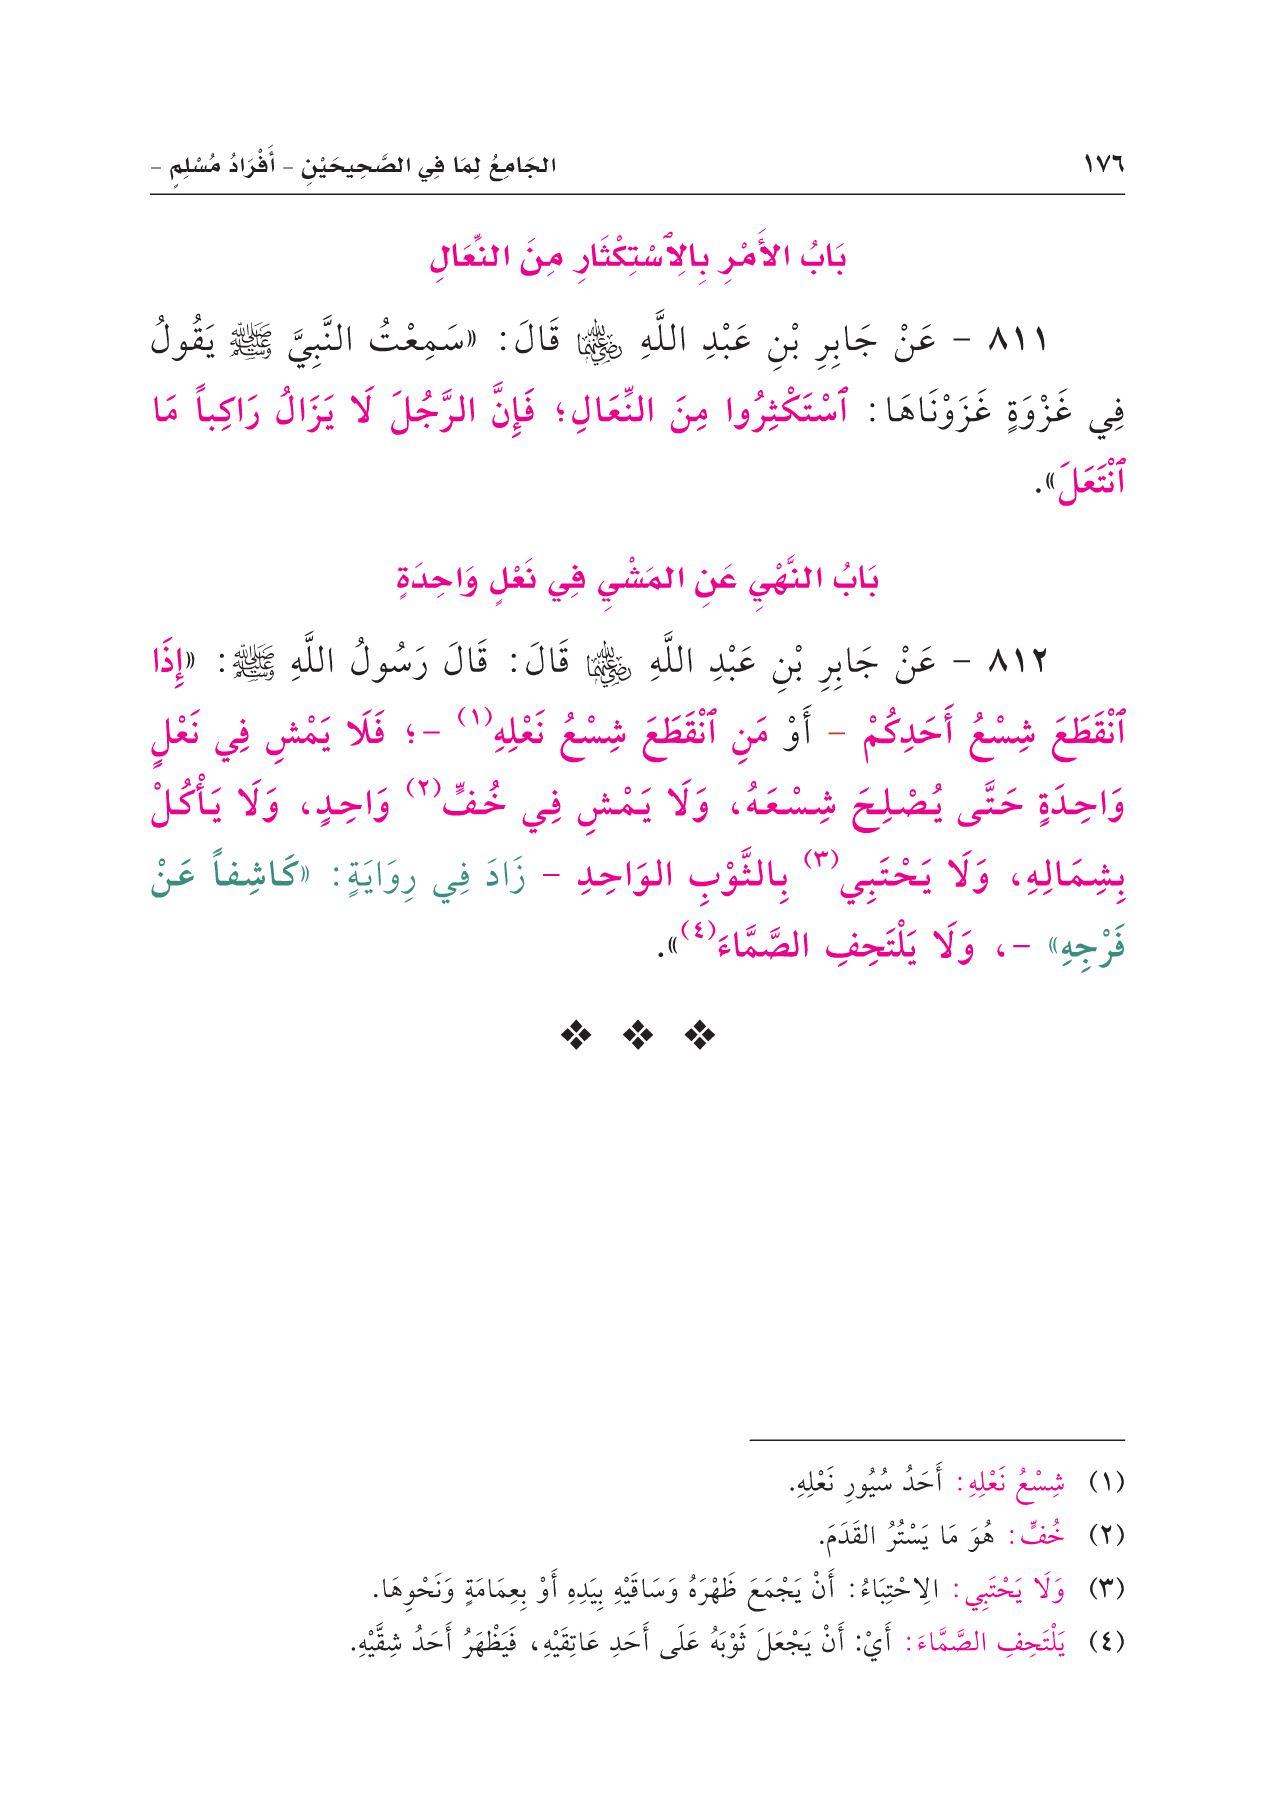 ١٧٦ الجَامِعُ لِمَا فِي الصَّحِيحَيْنِ - أَفْرَادُ مُسْلِمٍ -
بَابُ الأَمْرِ بِالِٱسْتِكْثَارِ مِنَ النِّعَالِ
٨١١ - عَنْ جَابِرِ بْنِ عَبْدِ اللَّهِ رضي الله عنهما قَالَ: «سَمِعْتُ النَّبِيَّ ﷺ يَقُولُ
فِي غَزْوَةٍ غَزَوْنَاهَا: ٱسْتَكْثِرُوا مِنَ النِّعَالِ؛ فَإِنَّ الرَّجُلَ لَا يَزَالُ رَاكِباً مَا
ٱنْتَعَلَ».
بَابُ النَّهْيِ عَنِ المَشْيِ فِي نَعْلٍ وَاحِدَةٍ
٨١٢ - عَنْ جَابِرِ بْنِ عَبْدِ اللَّهِ رضي الله عنهما قَالَ: قَالَ رَسُولُ اللَّهِ ﷺ: «إِذَا
ٱنْقَطَعَ شِسْعُ أَحَدِكُمْ - أَوْ مَنِ ٱنْقَطَعَ شِسْعُ نَعْلِهِ(١) -؛ فَلَا يَمْشِ فِي نَعْلٍ
وَاحِدَةٍ حَتَّى يُصْلِحَ شِسْعَهُ، وَلَا يَمْشِ فِي خُفٍّ(٢) وَاحِدٍ، وَلَا يَأْكُلْ
بِشِمَالِهِ، وَلَا يَحْتَبِي(٣) بِالثَّوْبِ الوَاحِدِ - زَادَ فِي رِوَايَةٍ: «كَاشِفاً عَنْ
فَرْجِهِ» -، وَلَا يَلْتَحِفِ الصَّمَّاءَ(٤)».
(١) شِسْعُ نَعْلِهِ: أَحَدُ سُيُورِ نَعْلِهِ.
(٢) خُفٍّ: هُوَ مَا يَسْتُرُ القَدَمَ.
(٣) وَلَا يَحْتَبِي: الِاحْتِبَاءُ: أَنْ يَجْمَعَ ظَهْرَهُ وَسَاقَيْهِ بِيَدِهِ أَوْ بِعِمَامَةٍ وَنَحْوِهَا.
(٤) يَلْتَحِفِ الصَّمَّاءَ: أَيْ: أَنْ يَجْعَلَ ثَوْبَهُ عَلَى أَحَدِ عَاتِقَيْهِ، فَيَظْهَرُ أَحَدُ شِقَّيْهِ.